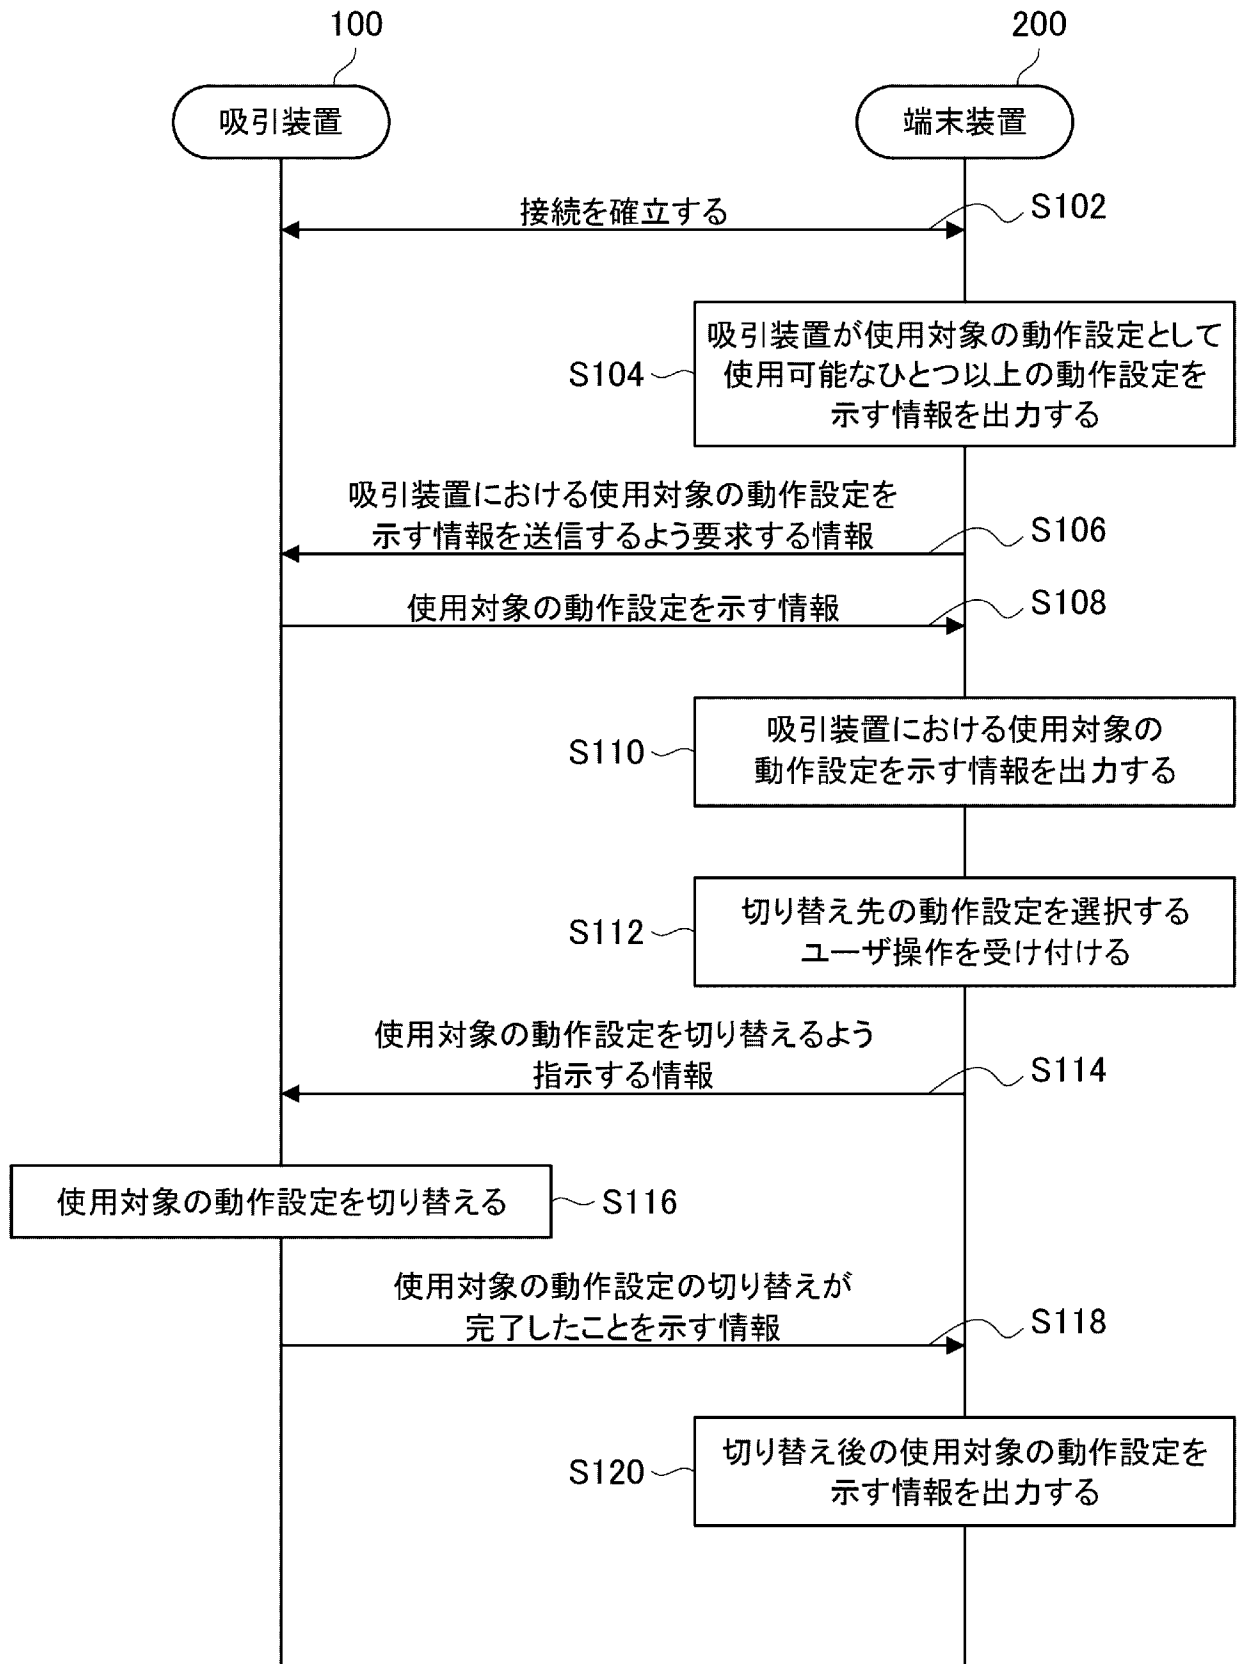 100
200
吸引装置
端末装置
接続を確立する
S102
吸引装置が使用対象の動作設定として
使用可能なひとつ以上の動作設定を
示す情報を出力する
S104
吸引装置における使用対象の動作設定を
示す情報を送信するよう要求する情報
S106
使用対象の動作設定を示す情報
S108
吸引装置における使用対象の
動作設定を示す情報を出力する
S110
切り替え先の動作設定を選択する
ユーザ操作を受け付ける
S112
使用対象の動作設定を切り替えるよう
指示する情報
S114
使用対象の動作設定を切り替える
S116
使用対象の動作設定の切り替えが
完了したことを示す情報
S118
切り替え後の使用対象の動作設定を
示す情報を出力する
S120